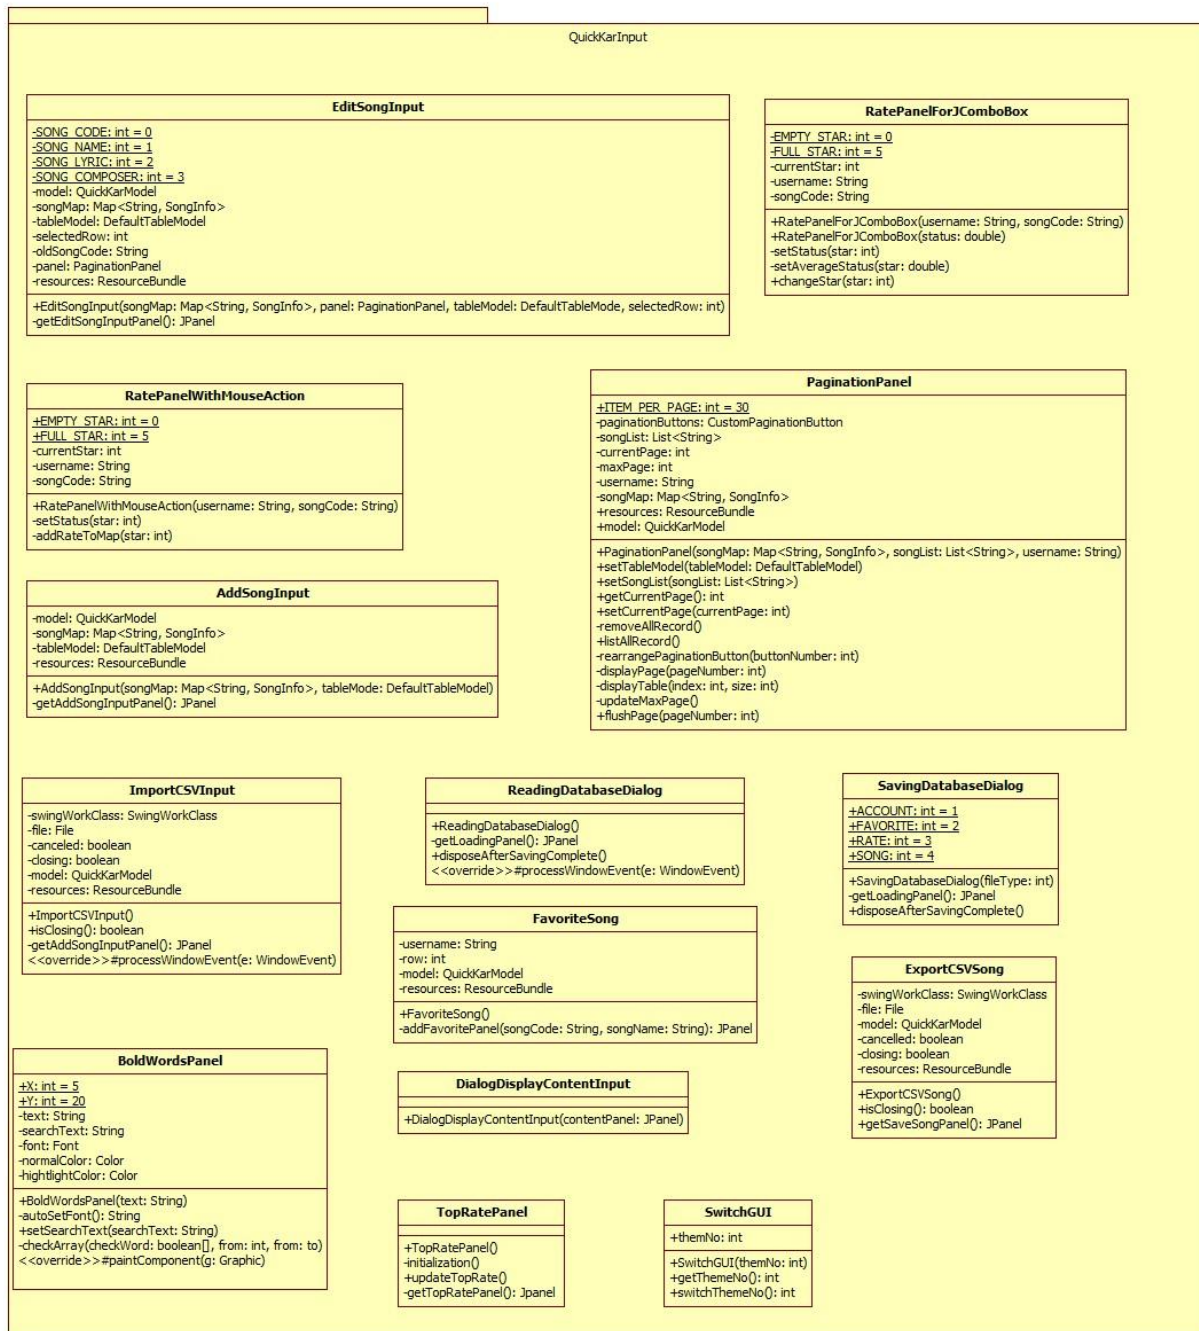 QuickKarInput
EditSongInput
-SONG_CODE: int = 0
-SONG_NAME: int = 1
-SONG_LYRIC: int = 2
-SONG_COMPOSER: int = 3
-model: QuickKarModel
-songMap: Map<String, SongInfo>
-tableModel: DefaultTableModel
-selectedRow: int
-oldSongCode: String
-panel: PaginationPanel
-resources: ResourceBundle
+EditSongInput(songMap: Map<String, SongInfo>, panel: PaginationPanel, tableModel: DefaultTableMode, selectedRow: int)
-getEditSongInputPanel(): JPanel
RatePanelForJComboBox
-EMPTY_STAR: int = 0
-FULL_STAR: int = 5
-currentStar: int
-username: String
-songCode: String
+RatePanelForJComboBox(username: String, songCode: String)
+RatePanelForJComboBox(status: double)
-setStatus(star: int)
-setAverageStatus(star: double)
+changeStar(star: int)
RatePanelWithMouseAction
+EMPTY_STAR: int = 0
+FULL_STAR: int = 5
-currentStar: int
-username: String
-songCode: String
+RatePanelWithMouseAction(username: String, songCode: String)
-setStatus(star: int)
-addRateToMap(star: int)
PaginationPanel
+ITEM_PER_PAGE: int = 30
-paginationButtons: CustomPaginationButton
-songList: List<String>
-currentPage: int
-maxPage: int
-username: String
-songMap: Map<String, SongInfo>
+resources: ResourceBundle
+model: QuickKarModel
+PaginationPanel(songMap: Map<String, SongInfo>, songList: List<String>, username: String)
+setTableModel(tableModel: DefaultTableModel)
+setSongList(songList: List<String>)
+getCurrentPage(): int
+setCurrentPage(currentPage: int)
-removeAllRecord()
+listAllRecord()
-rearrangePaginationButton(buttonNumber: int)
-displayPage(pageNumber: int)
-displayTable(index: int, size: int)
-updateMaxPage()
+flushPage(pageNumber: int)
AddSongInput
-model: QuickKarModel
-songMap: Map<String, SongInfo>
-tableModel: DefaultTableModel
-resources: ResourceBundle
+AddSongInput(songMap: Map<String, SongInfo>, tableMode: DefaultTableModel)
-getAddSongInputPanel(): JPanel
ImportCSVInput
-swingWorkClass: SwingWorkClass
-file: File
-canceled: boolean
-closing: boolean
-model: QuickKarModel
-resources: ResourceBundle
+ImportCSVInput()
+isClosing(): boolean
-getAddSongInputPanel(): JPanel
<<override>>#processWindowEvent(e: WindowEvent)
ReadingDatabaseDialog
+ReadingDatabaseDialog()
-getLoadingPanel(): JPanel
+disposeAfterSavingComplete()
<<override>>#processWindowEvent(e: WindowEvent)
SavingDatabaseDialog
+ACCOUNT: int = 1
+FAVORITE: int = 2
+RATE: int = 3
+SONG: int = 4
+SavingDatabaseDialog(fileType: int)
-getLoadingPanel(): JPanel
+disposeAfterSavingComplete()
FavoriteSong
-username: String
-row: int
-model: QuickKarModel
-resources: ResourceBundle
+FavoriteSong()
-addFavoritePanel(songCode: String, songName: String): JPanel
ExportCSVSong
-swingWorkClass: SwingWorkClass
-file: File
-model: QuickKarModel
-cancelled: boolean
-closing: boolean
-resources: ResourceBundle
+ExportCSVSong()
+isClosing(): boolean
+getSaveSongPanel(): JPanel
BoldWordsPanel
+X: int = 5
+Y: int = 20
-text: String
-searchText: String
-font: Font
-normalColor: Color
-hightlightColor: Color
+BoldWordsPanel(text: String)
-autoSetFont(): String
+setSearchText(searchText: String)
-checkArray(checkWord: boolean[], from: int, from: to)
<<override>>#paintComponent(g: Graphic)
DialogDisplayContentInput
+DialogDisplayContentInput(contentPanel: JPanel)
TopRatePanel
+TopRatePanel()
-initialization()
+updateTopRate()
-getTopRatePanel(): Jpanel
SwitchGUI
+themNo: int
+SwitchGUI(themNo: int)
+getThemeNo(): int
+switchThemeNo(): int